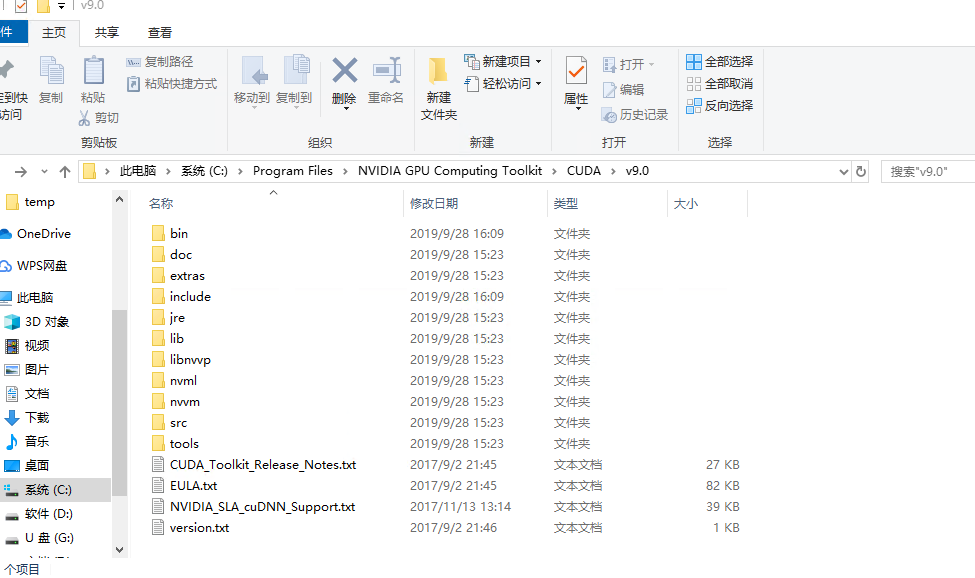 v9.0
件 主页 共享 查看
定到快
访问
复制
粘贴
复制路径
粘贴快捷方式
剪切
剪贴板
移动到 复制到 删除 重命名
组织
新建
文件夹
新建项目
轻松访问
新建
属性
打开
编辑
历史记录
打开
全部选择
全部取消
反向选择
选择
此电脑 系统 (C:) Program Files NVIDIA GPU Computing Toolkit CUDA v9.0
搜索"v9.0"
temp
OneDrive
WPS网盘
此电脑
3D 对象
视频
图片
文档
下载
音乐
桌面
系统 (C:)
软件 (D:)
U 盘 (G:)
名称 修改日期 类型 大小
bin 2019/9/28 16:09 文件夹
doc 2019/9/28 15:23 文件夹
extras 2019/9/28 15:23 文件夹
include 2019/9/28 16:09 文件夹
jre 2019/9/28 15:23 文件夹
lib 2019/9/28 15:23 文件夹
libnvvp 2019/9/28 15:23 文件夹
nvml 2019/9/28 15:23 文件夹
nvvm 2019/9/28 15:23 文件夹
src 2019/9/28 15:23 文件夹
tools 2019/9/28 15:23 文件夹
CUDA_Toolkit_Release_Notes.txt 2017/9/2 21:45 文本文档 27 KB
EULA.txt 2017/9/2 21:45 文本文档 82 KB
NVIDIA_SLA_cuDNN_Support.txt 2017/11/13 13:14 文本文档 39 KB
version.txt 2017/9/2 21:46 文本文档 1 KB
个项目